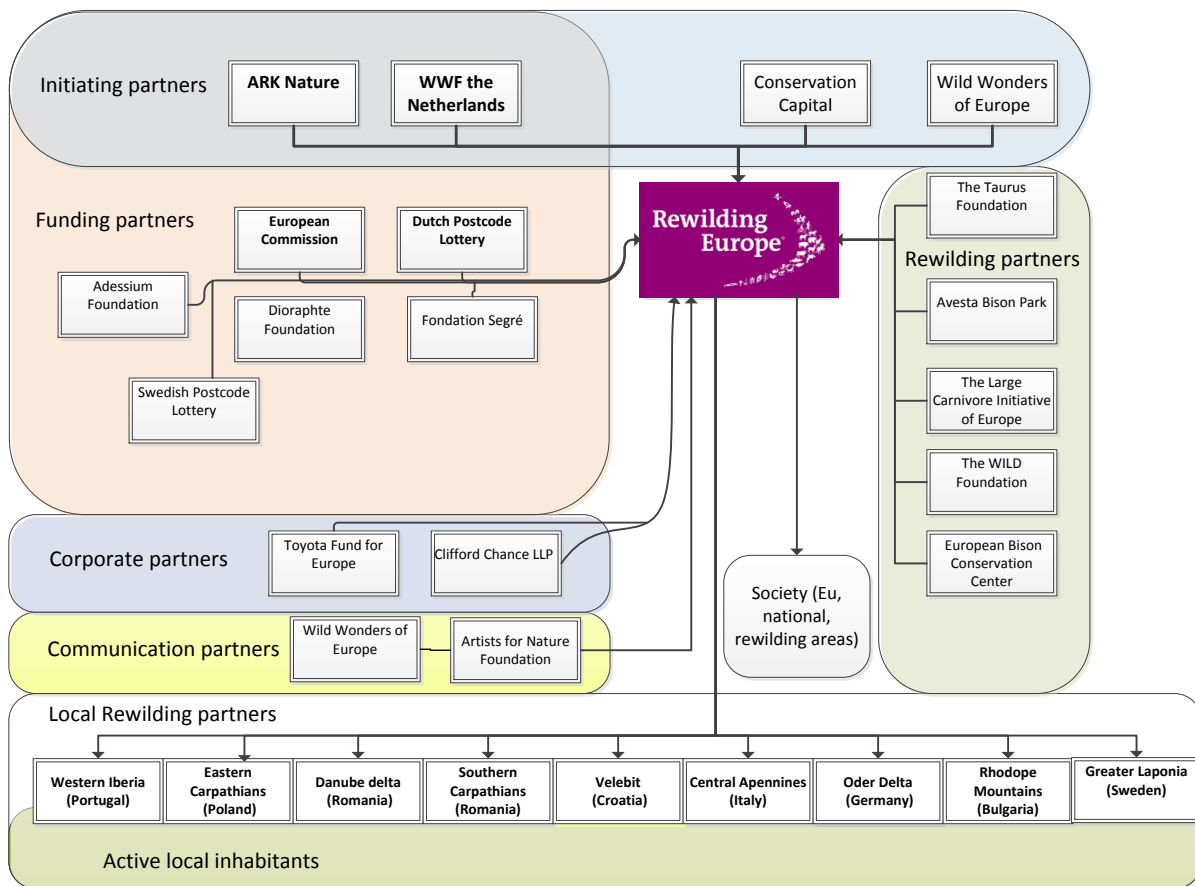 Initiating partners
ARK Nature
WWF the
Netherlands
Conservation
Capital
Wild Wonders
of Europe
Funding partners
European
Commission
Dutch Postcode
Lottery
Adessium
Foundation
Dioraphte
Foundation
Fondation Segré
Swedish Postcode
Lottery
Rewilding
Europe®
The Taurus
Foundation
Rewilding partners
Avesta Bison Park
The Large
Carnivore Initiative
of Europe
The WILD
Foundation
European Bison
Conservation
Center
Corporate partners
Toyota Fund for
Europe
Clifford Chance LLP
Society (Eu,
national,
rewilding areas)
Communication partners
Wild Wonders of
Europe
Artists for Nature
Foundation
Local Rewilding partners
Western Iberia
(Portugal)
Eastern
Carpathians
(Poland)
Danube delta
(Romania)
Southern
Carpathians
(Romania)
Velebit
(Croatia)
Central Apennines
(Italy)
Oder Delta
(Germany)
Rhodope
Mountains
(Bulgaria)
Greater Laponia
(Sweden)
Active local inhabitants